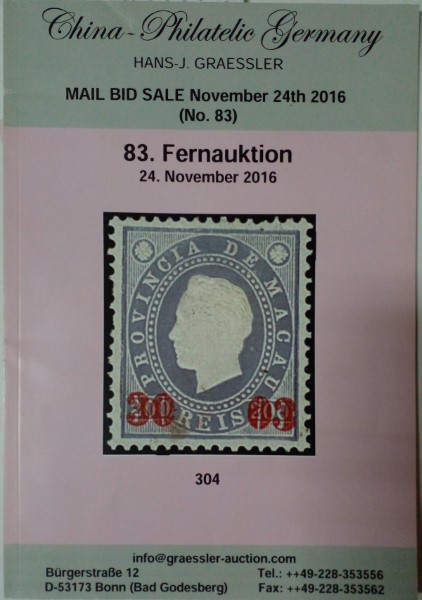 China-Philatelic Germany
HANS-J. GRAESSLER
MAIL BID SALE November 24th 2016
(No. 83)
83. Fernauktion
24. November 2016
PROVINCIA DE MACAU
200 REIS 200
30
304
info@graessler-auction.com
Bürgerstraße 12
D-53173 Bonn (Bad Godesberg)
Tel.: ++49-228-353556
Fax: ++49-228-353562